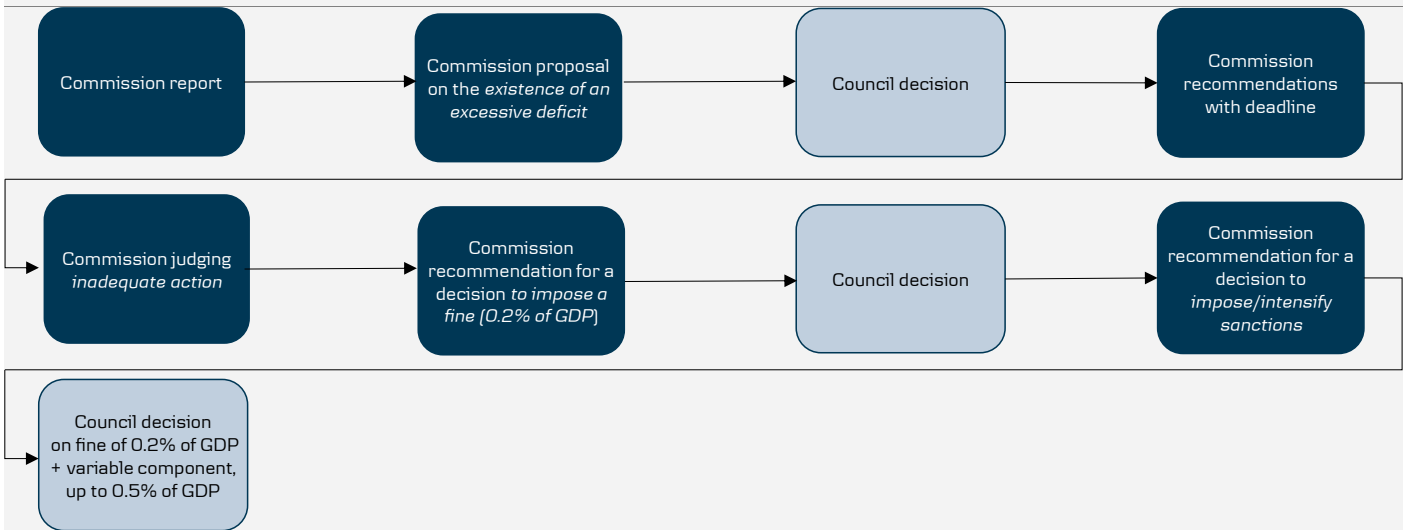 Commission report
Commission proposal
on the existence of an
excessive deficit
Council decision
Commission
recommendations
with deadline
Commission judging
inadequate action
Commission
recommendation for a
decision to impose a
fine (0.2% of GDP)
Council decision
Commission
recommendation for a
decision to
impose/intensify
sanctions
Council decision
on fine of 0.2% of GDP
+ variable component,
up to 0.5% of GDP